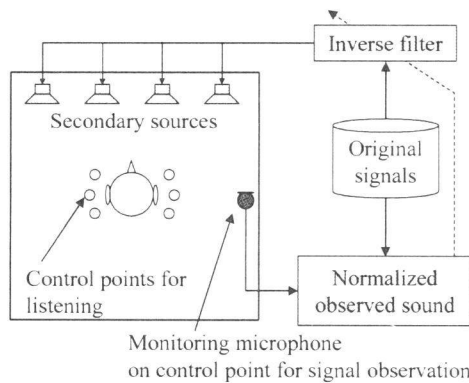 Inverse filter
Secondary sources
Original
signals
Control points for
listening
Normalized
observed sound
Monitoring microphone
on control point for signal observation